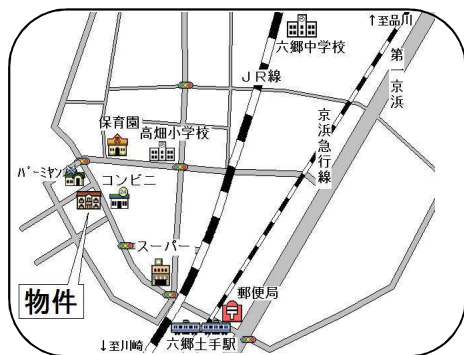 ↑至品川
六郷中学校
第一京浜
JR線
京浜急行線
保育園
高畑小学校
バーミヤン
コンビニ
スーパー
物件
郵便局
〒
六郷土手駅
↓至川崎